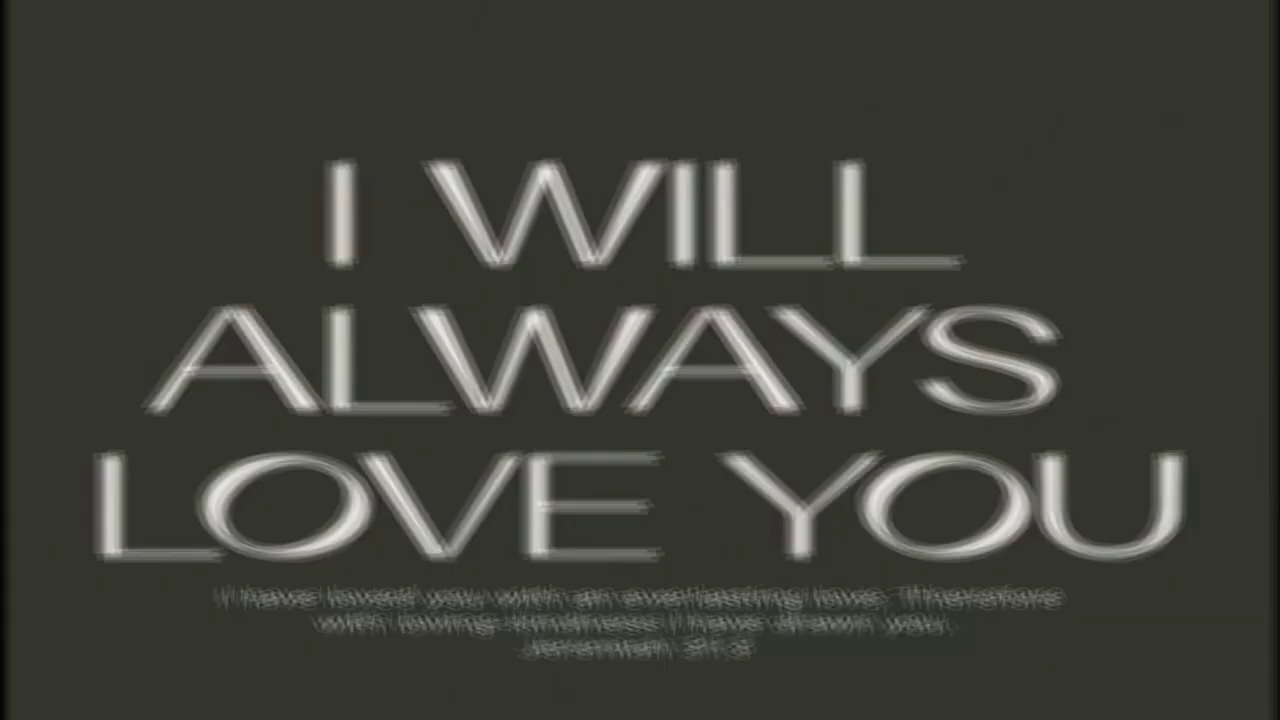 I WILL
ALWAYS
LOVE YOU
I have loved you with an everlasting love; Therefore
with loving-kindness I have drawn you.
Jeremiah 31:3